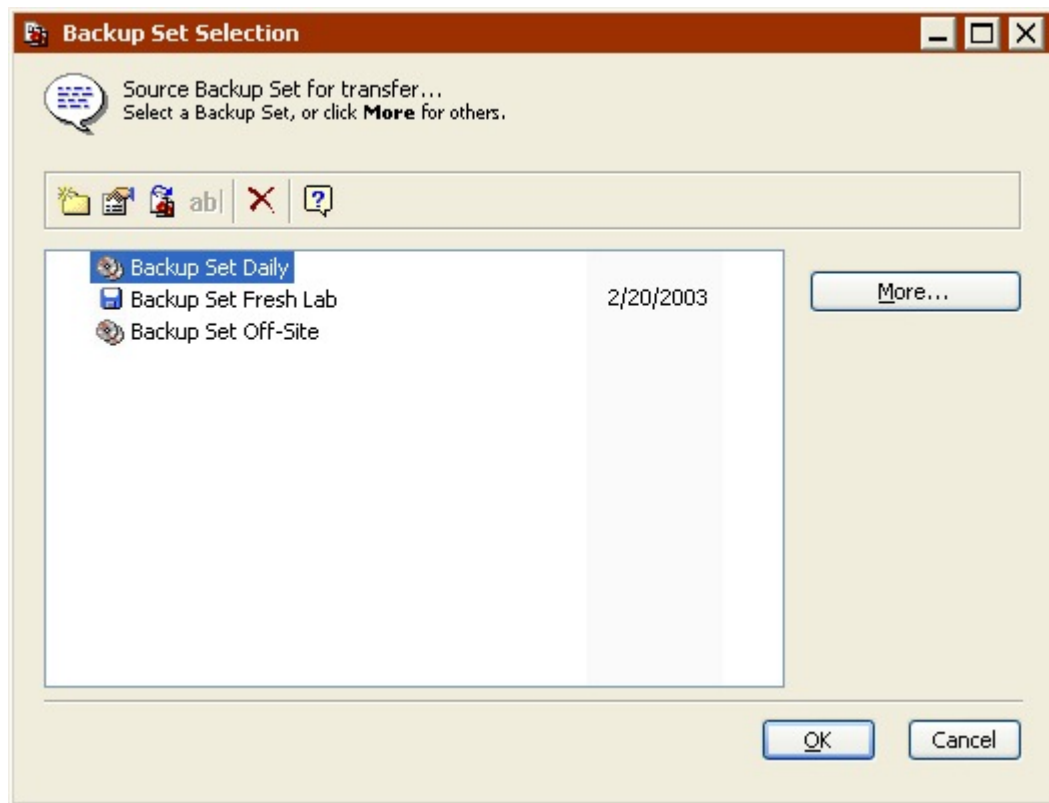 Backup Set Selection
Source Backup Set for transfer...
Select a Backup Set, or click More for others.
ab|
Backup Set Daily
Backup Set Fresh Lab 2/20/2003
Backup Set Off-Site
More...
OK Cancel